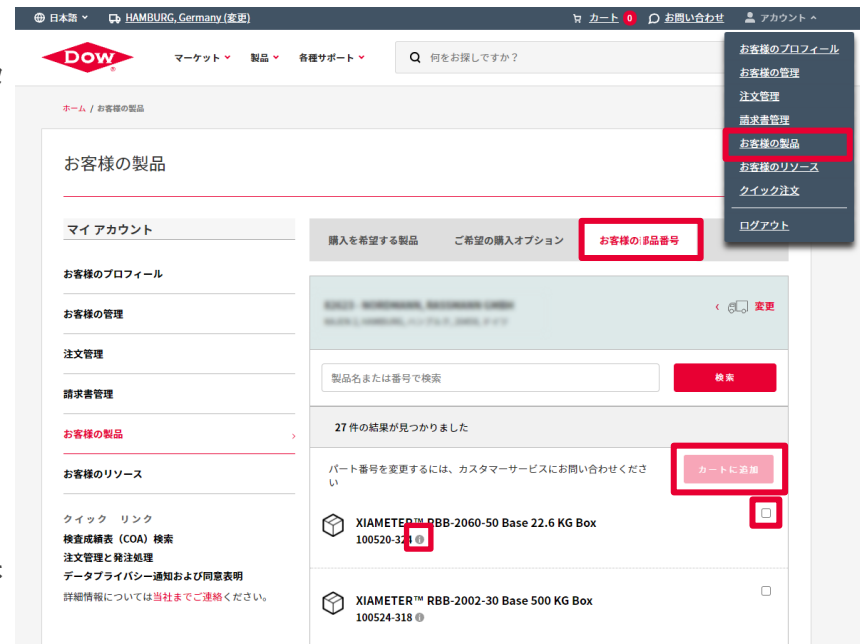 日本語
HAMBURG, Germany (変更)
カート 0
お問い合わせ
アカウント
Dow
マーケット
製品
各種サポート
何をお探しですか？
お客様のプロフィール
お客様の管理
注文管理
請求書管理
お客様の製品
お客様のリソース
クイック注文
ログアウト
ホーム / お客様の製品
お客様の製品
マイ アカウント
お客様のプロフィール
お客様の管理
注文管理
請求書管理
お客様の製品
お客様のリソース
クイック リンク
検査成績表（COA）検索
注文管理と発注処理
データプライバシー通知および同意表明
詳細情報については当社までご連絡ください。
購入を希望する製品
ご希望の購入オプション
お客様の部品番号
変更
製品名または番号で検索
検索
27 件の結果が見つかりました
パート番号を変更するには、カスタマーサービスにお問い合わせくださ
い
カートに追加
XIAMETER™ RBB-2060-50 Base 22.6 KG Box
100520-324
XIAMETER™ RBB-2002-30 Base 500 KG Box
100524-318